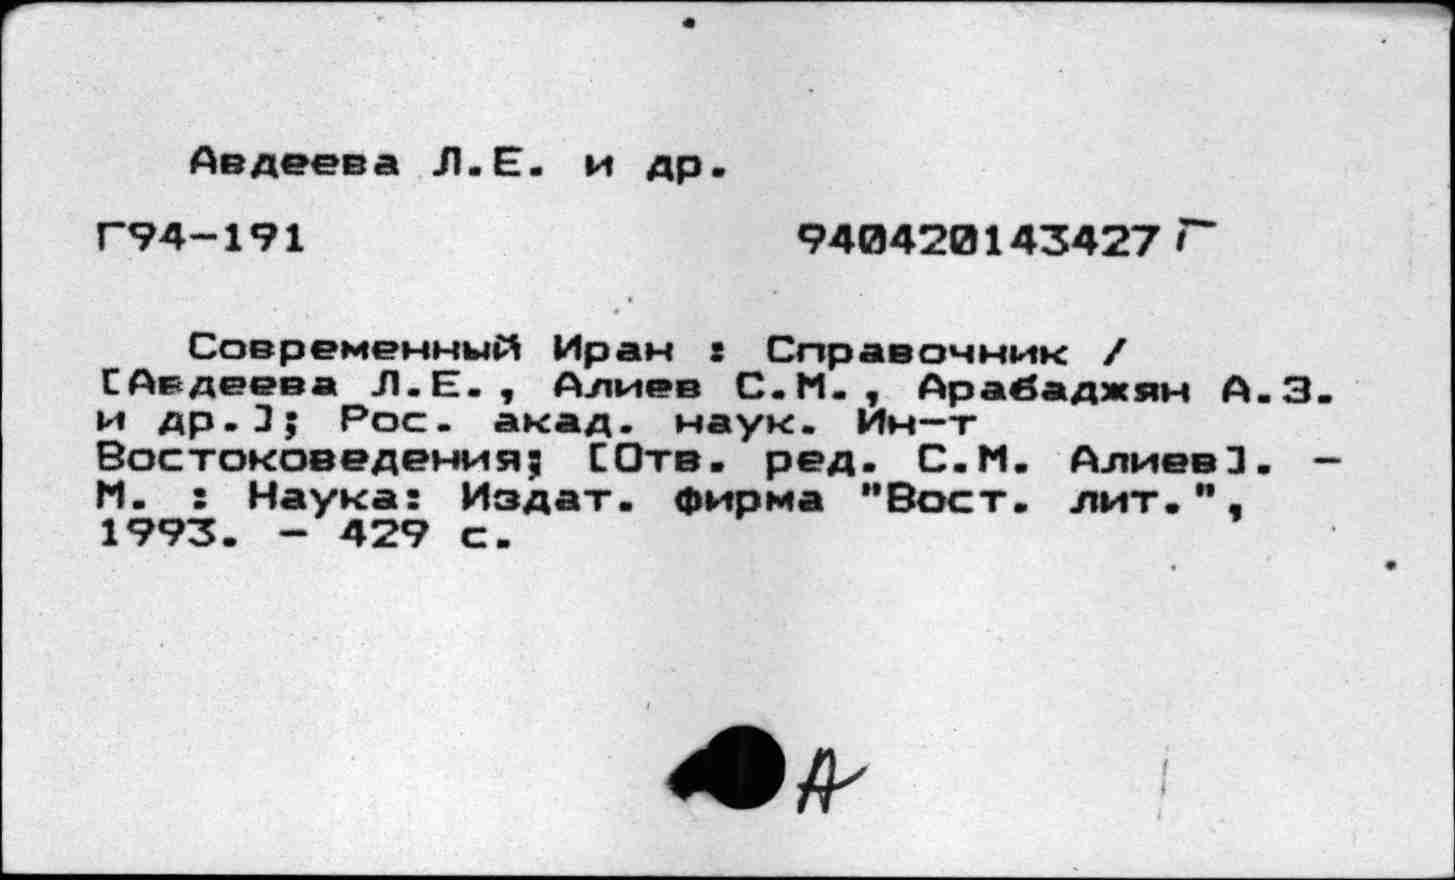 Авдеева Л.Е. и др.
Г94-191 940420143427 Г
Современный Иран : Справочник /
[Авдеева Л.Е., Алиев С.М., Арабаджян А.З.
и др.]; Рос. акад. наук. Ин-т
Востоковедения; [Отв. ред. С.М. Алиев]. -
М. : Наука: Издат. фирма "Вост. лит.",
1993. - 429 с.